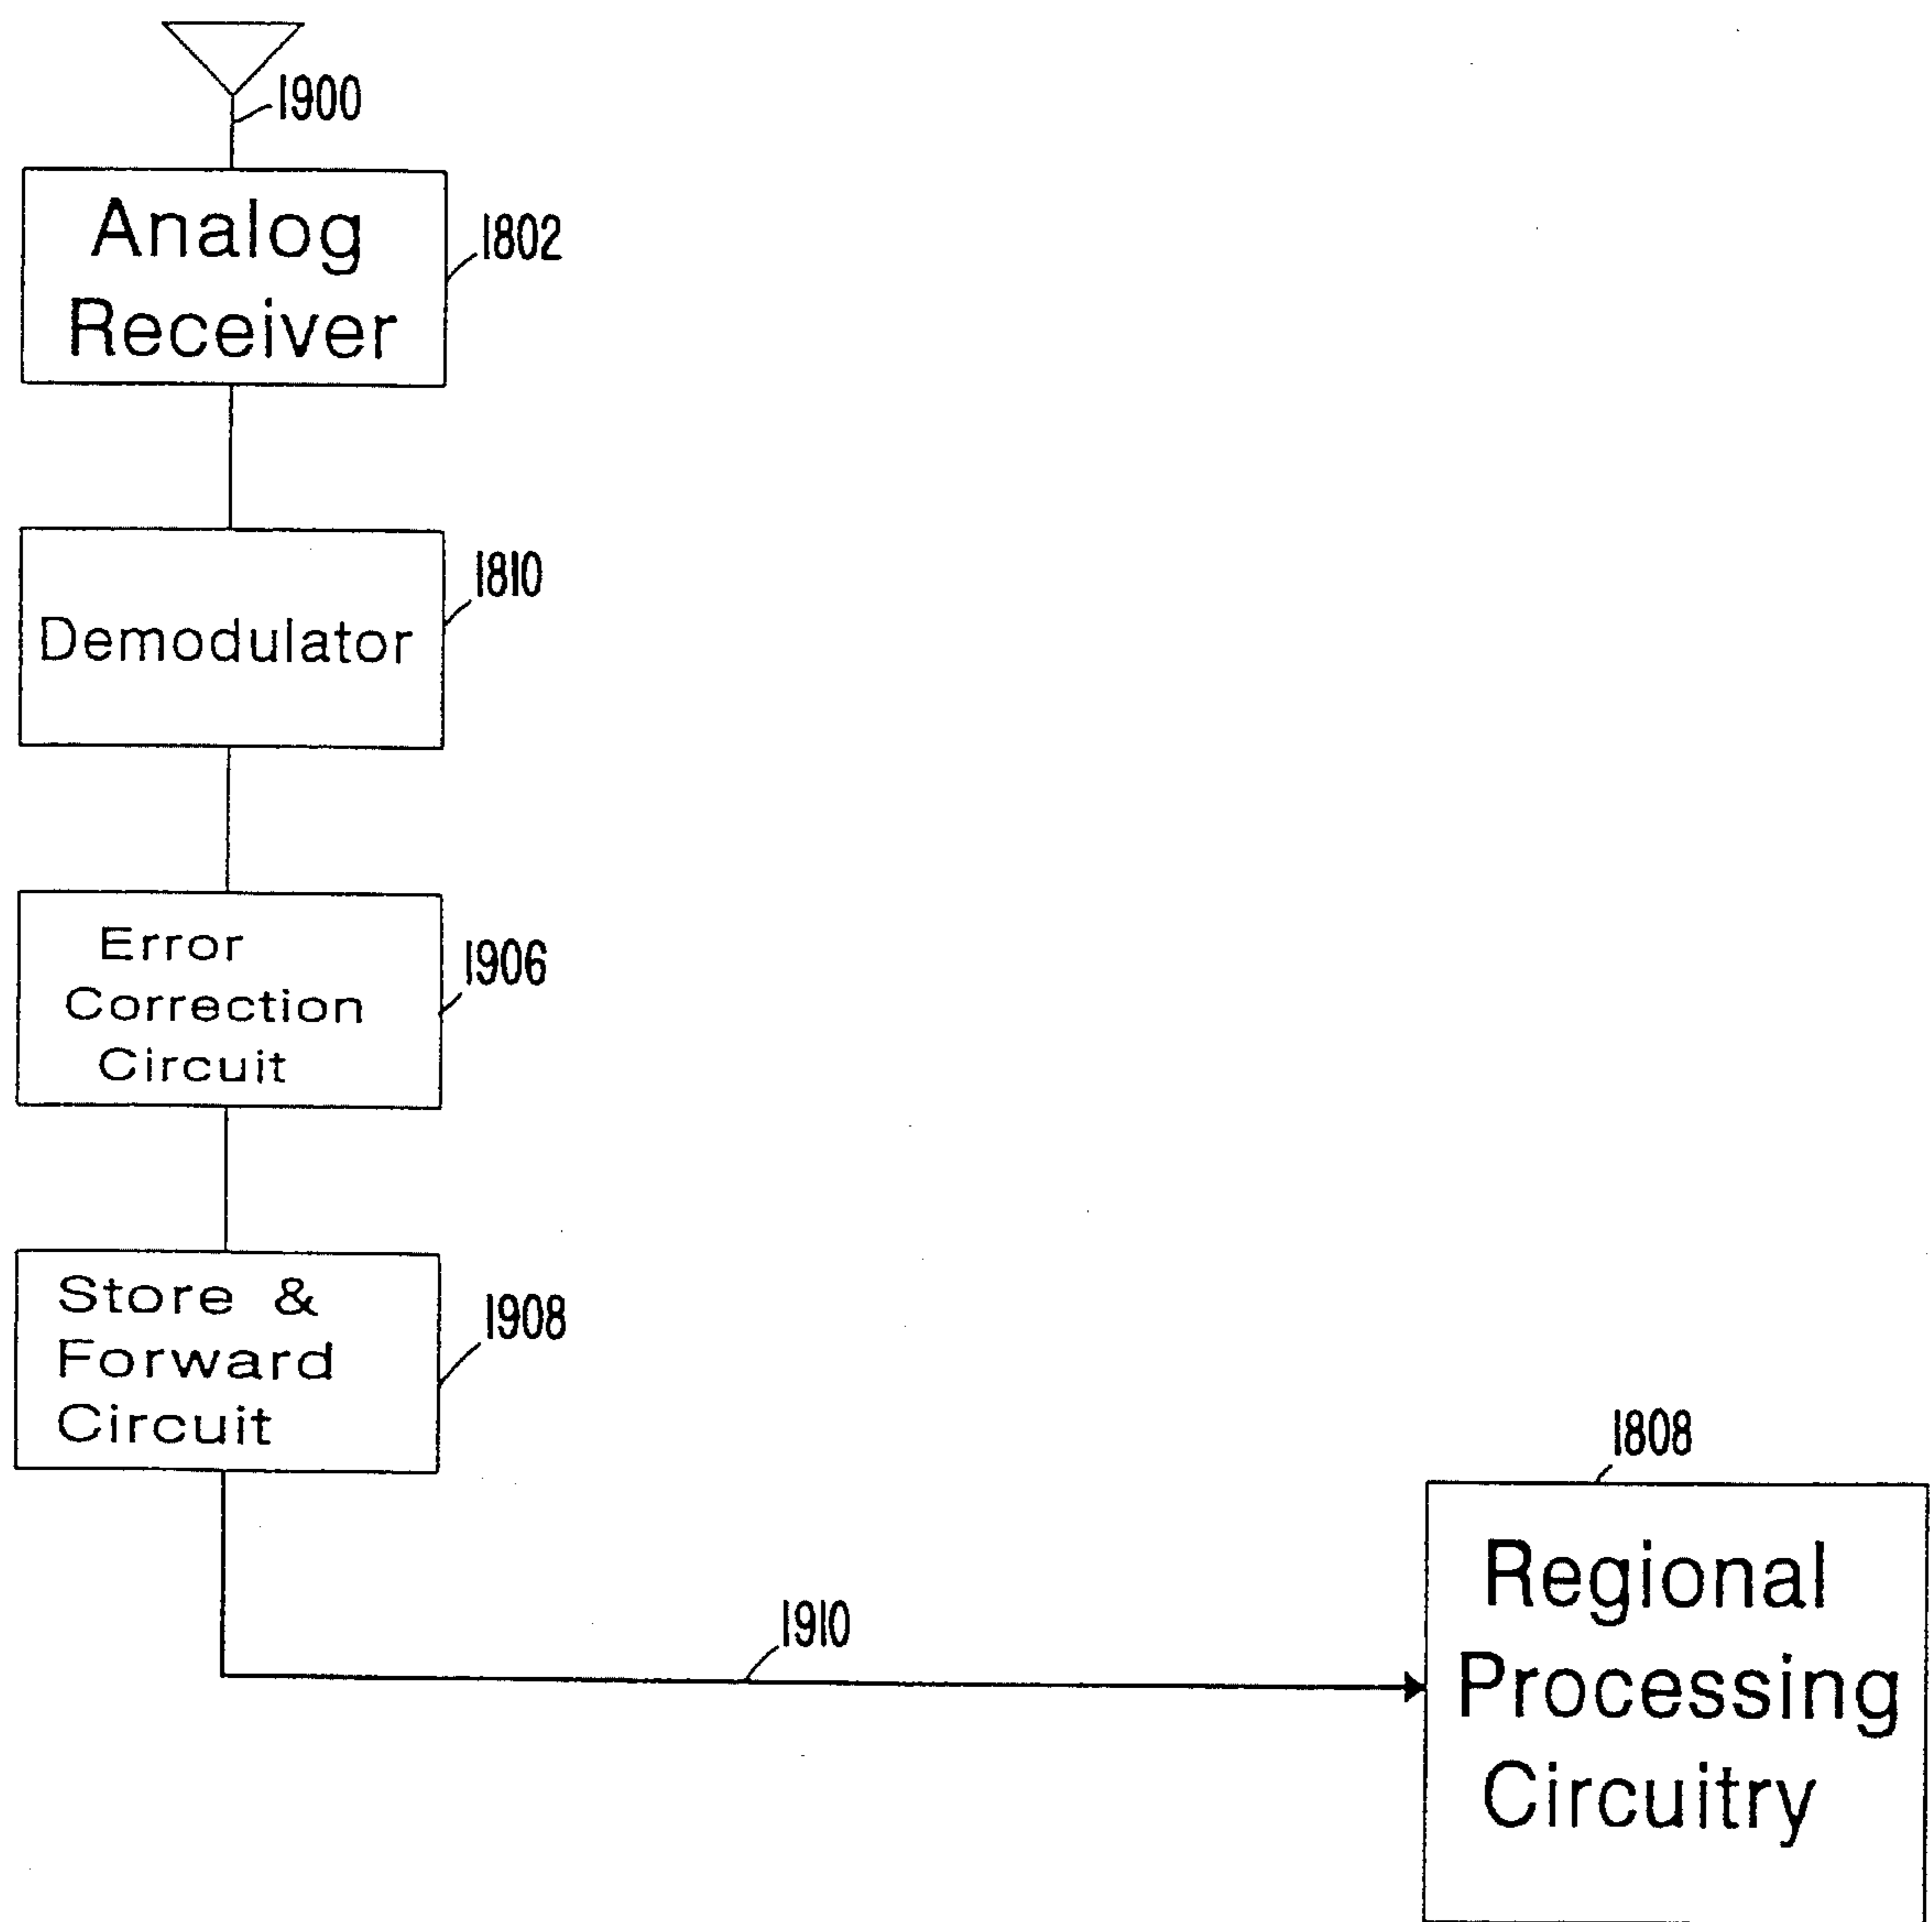 1900
Analog
Receiver
1802
Demodulator
1810
Error
Correction
Circuit
1906
Store &
Forward
Circuit
1908
1910
1808
Regional
Processing
Circuitry